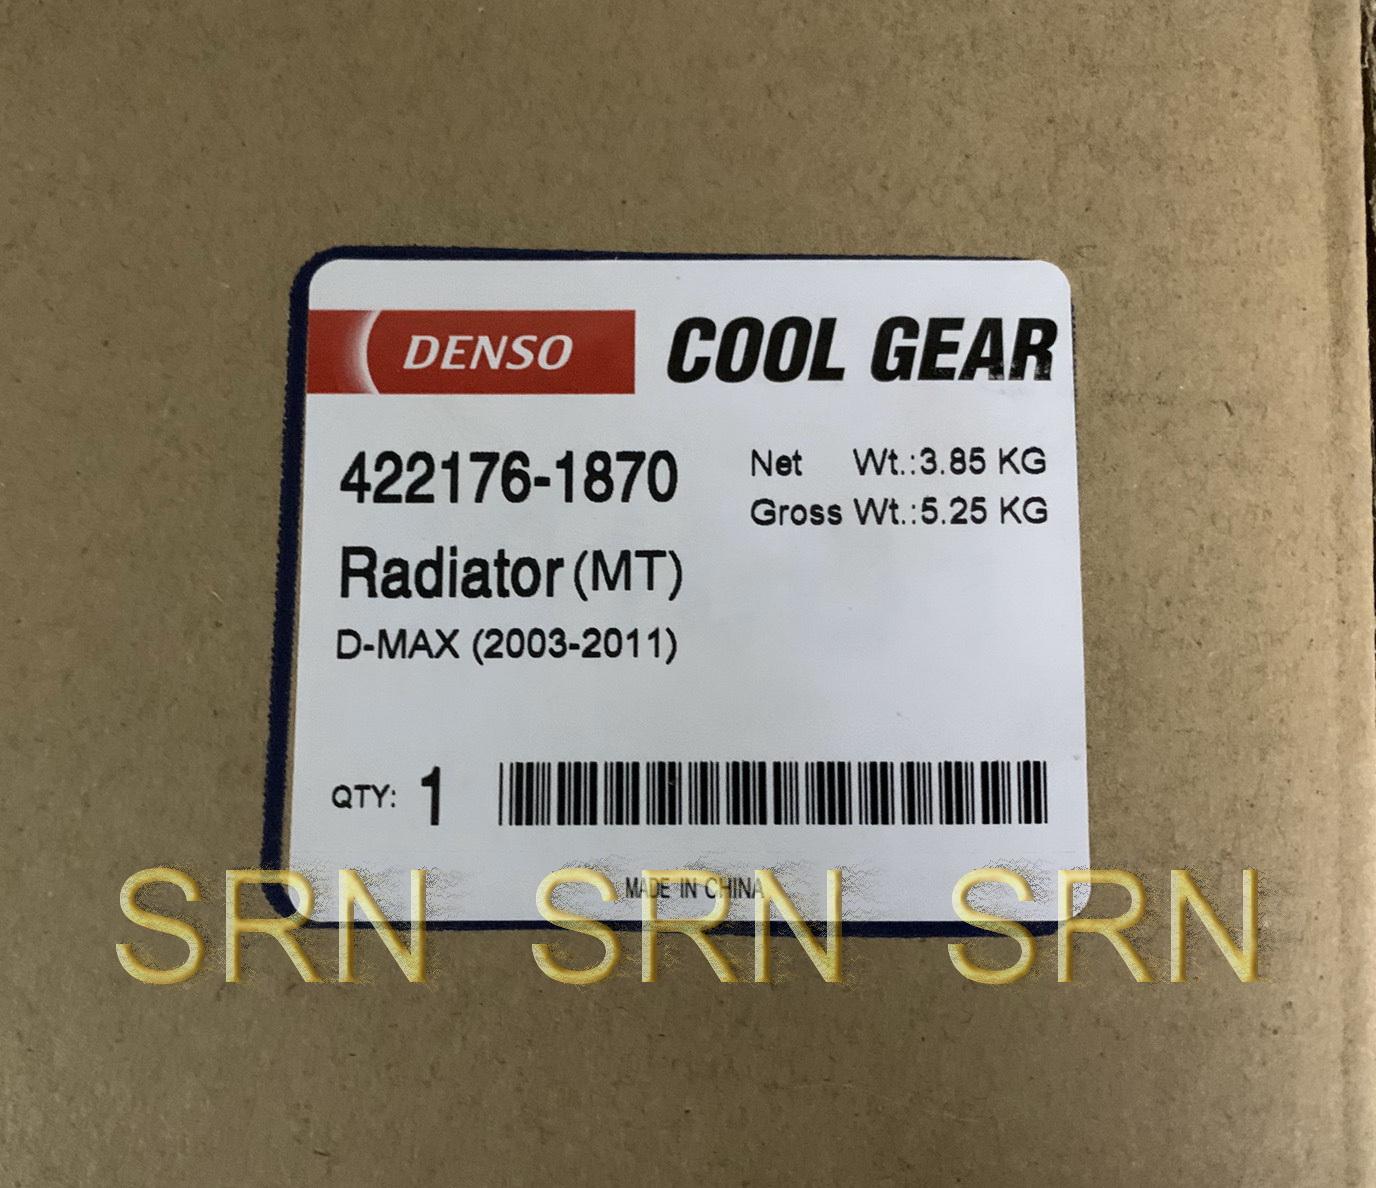 DENSO COOL GEAR
422176-1870 Net Wt.:3.85 KG
Gross Wt.:5.25 KG
Radiator (MT)
D-MAX (2003-2011)
QTY: 1
MADE IN CHINA
SRN SRN SRN